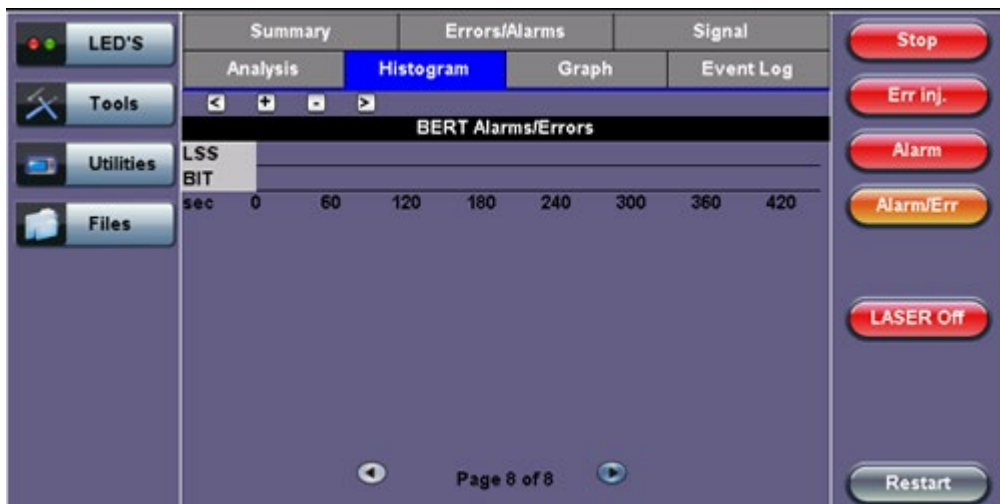 LED'S
Tools
Utilities
Files
Summary Errors/Alarms Signal
Analysis Histogram Graph Event Log
< + - >
BERT Alarms/Errors
LSS
BIT
sec 0 60 120 180 240 300 360 420
Page 8 of 8
Stop
Err inj.
Alarm
Alarm/Err
LASER Off
Restart